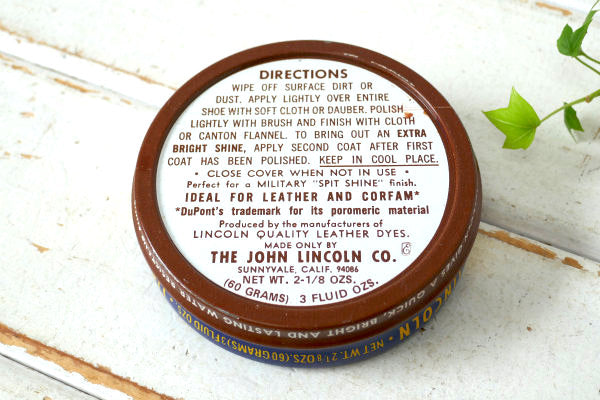 DIRECTIONS
WIPE OFF SURFACE DIRT OR
DUST. APPLY LIGHTLY OVER ENTIRE
SHOE WITH SOFT CLOTH OR DAUBER. POLISH
LIGHTLY WITH BRUSH AND FINISH WITH CLOTH
OR CANTON FLANNEL. TO BRING OUT AN EXTRA
BRIGHT SHINE, APPLY SECOND COAT AFTER FIRST
COAT HAS BEEN POLISHED. KEEP IN COOL PLACE.
• CLOSE COVER WHEN NOT IN USE •
Perfect for a MILITARY "SPIT SHINE" finish.
IDEAL FOR LEATHER AND CORFAM*
*DuPont's trademark for its poromeric material
Produced by the manufacturers of
LINCOLN QUALITY LEATHER DYES.
MADE ONLY BY
THE JOHN LINCOLN CO.
SUNNYVALE, CALIF. 94086
NET WT. 2-1/8 OZS.
(60 GRAMS) 3 FLUID OZS.
GIVES A QUICK, BRIGHT AND LASTING WATER
LINCOLN • NET WT. 2 1/8 OZS. (60 GRAMS) 3 FLUID OZS.